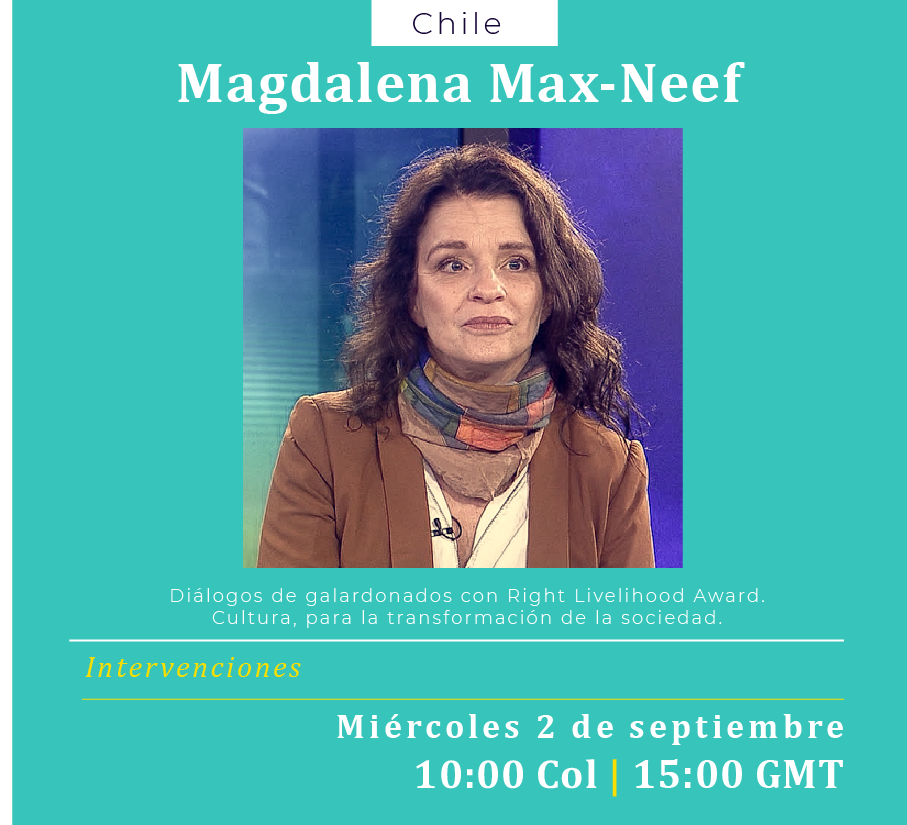 Chile
Magdalena Max-Neef
Diálogos de galardonados con Right Livelihood Award.
Cultura, para la transformación de la sociedad.
Intervenciones
Miércoles 2 de septiembre
10:00 Col | 15:00 GMT